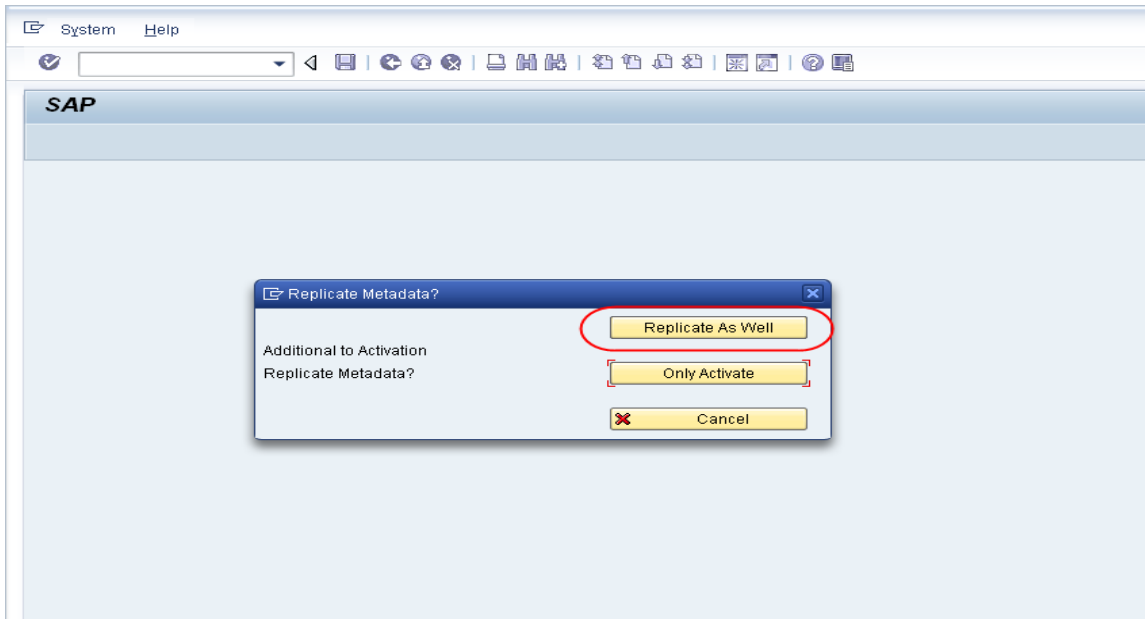 System Help
SAP
Replicate Metadata?
Replicate As Well
Additional to Activation
Replicate Metadata?
Only Activate
Cancel